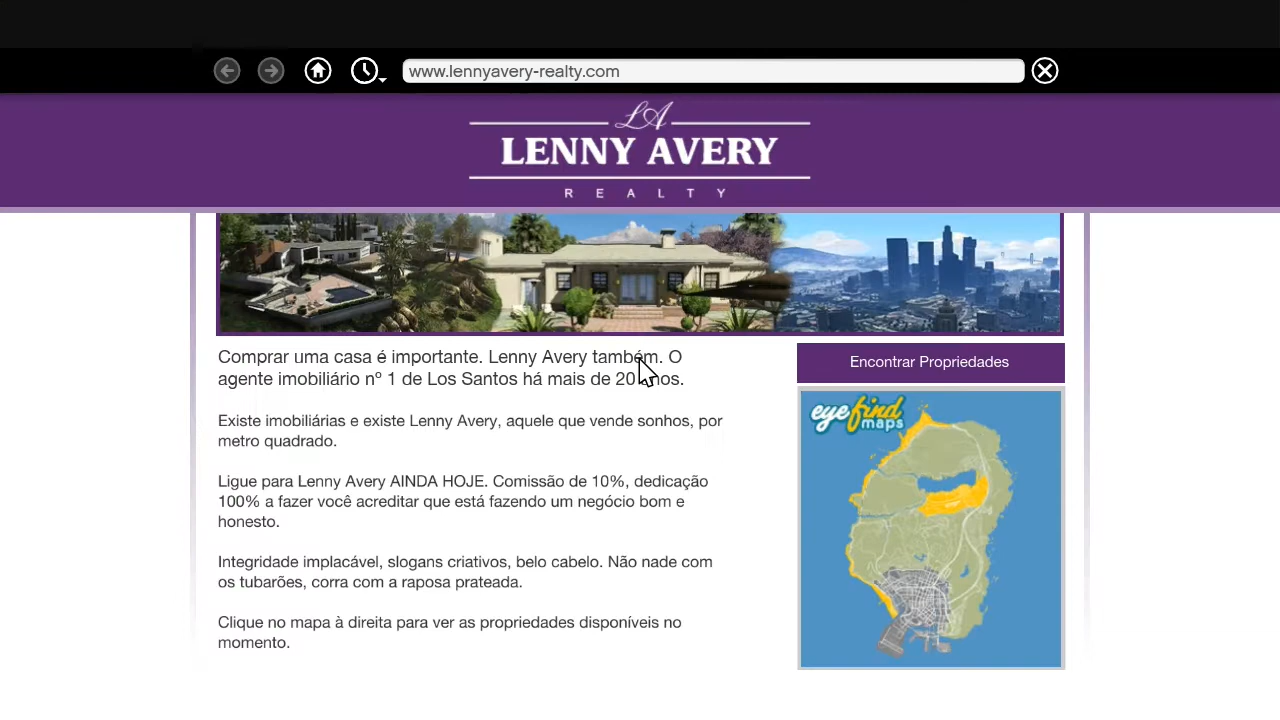 www.lennyavery-realty.com
LA
LENNY AVERY
REALTY
Comprar uma casa é importante. Lenny Avery também. O
agente imobiliário nº 1 de Los Santos há mais de 20 anos.
Existe imobiliárias e existe Lenny Avery, aquele que vende sonhos, por
metro quadrado.
Ligue para Lenny Avery AINDA HOJE. Comissão de 10%, dedicação
100% a fazer você acreditar que está fazendo um negócio bom e
honesto.
Integridade implacável, slogans criativos, belo cabelo. Não nade com
os tubarões, corra com a raposa prateada.
Clique no mapa à direita para ver as propriedades disponíveis no
momento.
Encontrar Propriedades
eyefind
maps